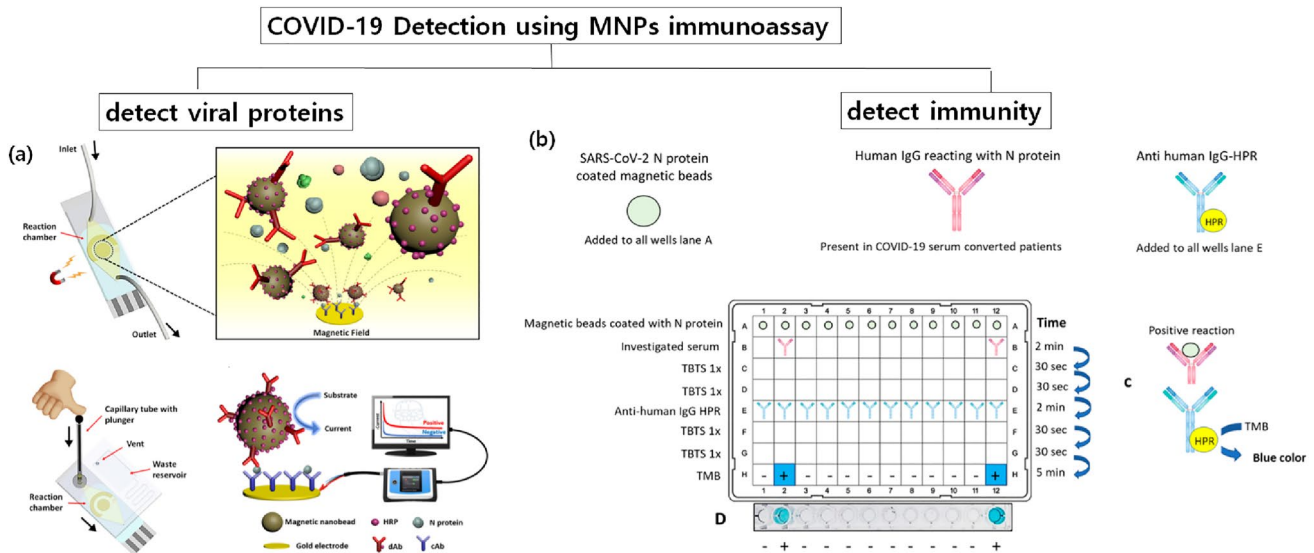 COVID-19 Detection using MNPs immunoassay
detect viral proteins
detect immunity
(a)
Inlet
Reaction
chamber
Outlet
Magnetic Field
Capillary tube with
plunger
Vent
Waste
reservoir
Reaction
chamber
Substrate
Current
Current
Positive
Negative
Time
Magnetic nanobead
HRP
N protein
Gold electrode
dAb
cAb
(b)
SARS-CoV-2 N protein
coated magnetic beads
Added to all wells lane A
Human IgG reacting with N protein
Present in COVID-19 serum converted patients
Anti human IgG-HPR
HPR
Added to all wells lane E
1 2 3 4 5 6 7 8 9 10 11 12
Time
Magnetic beads coated with N protein A A
Investigated serum B B 2 min
TBTS 1x C C 30 sec
TBTS 1x D D 30 sec
Anti-human IgG HPR E E 2 min
TBTS 1x F F 30 sec
TBTS 1x G G 30 sec
TMB H - + - - - - - - - - - + H 5 min
1 2 3 4 5 6 7 8 9 10 11 12
D
- + - - - - - - - - - +
C
Positive reaction
HPR
TMB
Blue color